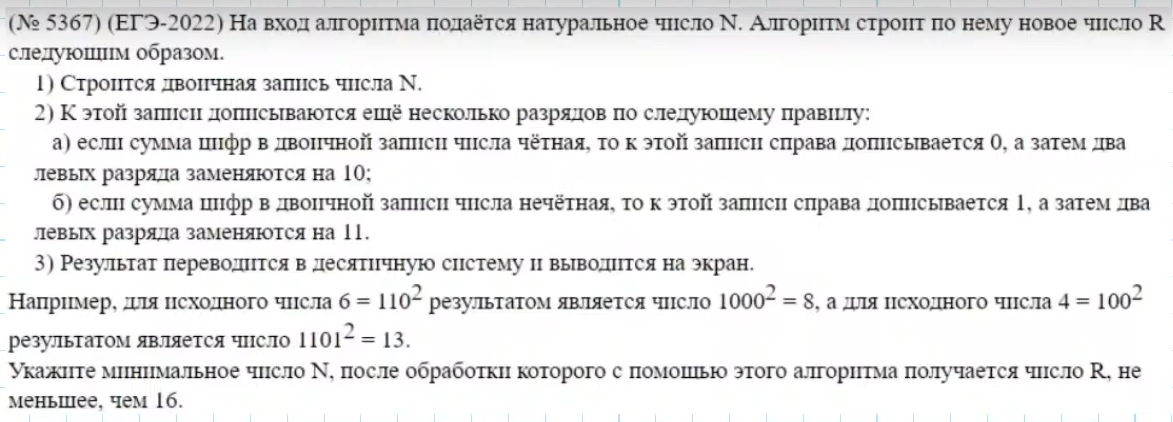 (№ 5367) (ЕГЭ-2022) На вход алгоритма подаётся натуральное число N. Алгоритм строит по нему новое число R
следующим образом.
1) Строится двоичная запись числа N.
2) К этой записи дописываются ещё несколько разрядов по следующему правилу:
а) если сумма цифр в двоичной записи числа чётная, то к этой записи справа дописывается 0, а затем два
левых разряда заменяются на 10;
б) если сумма цифр в двоичной записи числа нечётная, то к этой записи справа дописывается 1, а затем два
левых разряда заменяются на 11.
3) Результат переводится в десятичную систему и выводится на экран.
Например, для исходного числа 6 = 110² результатом является число 1000² = 8, а для исходного числа 4 = 100²
результатом является число 1101² = 13.
Укажите минимальное число N, после обработки которого с помощью этого алгоритма получается число R, не
меньшее, чем 16.